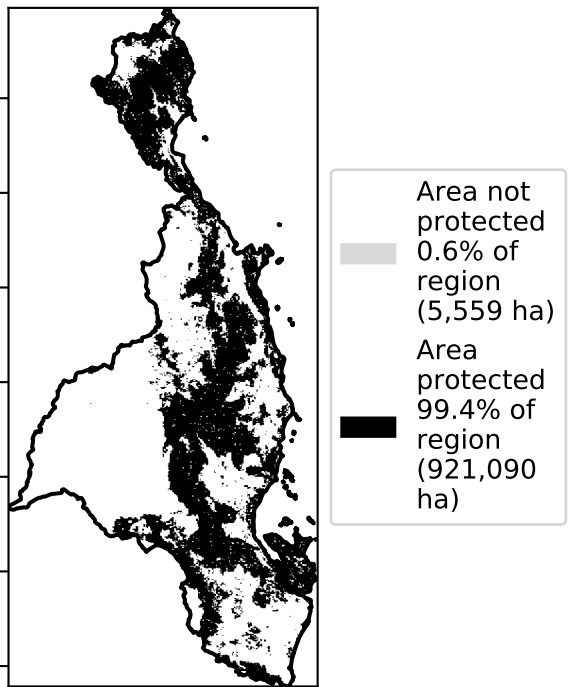 Area not
protected
0.6% of
region
(5,559 ha)
Area
protected
99.4% of
region
(921,090
ha)